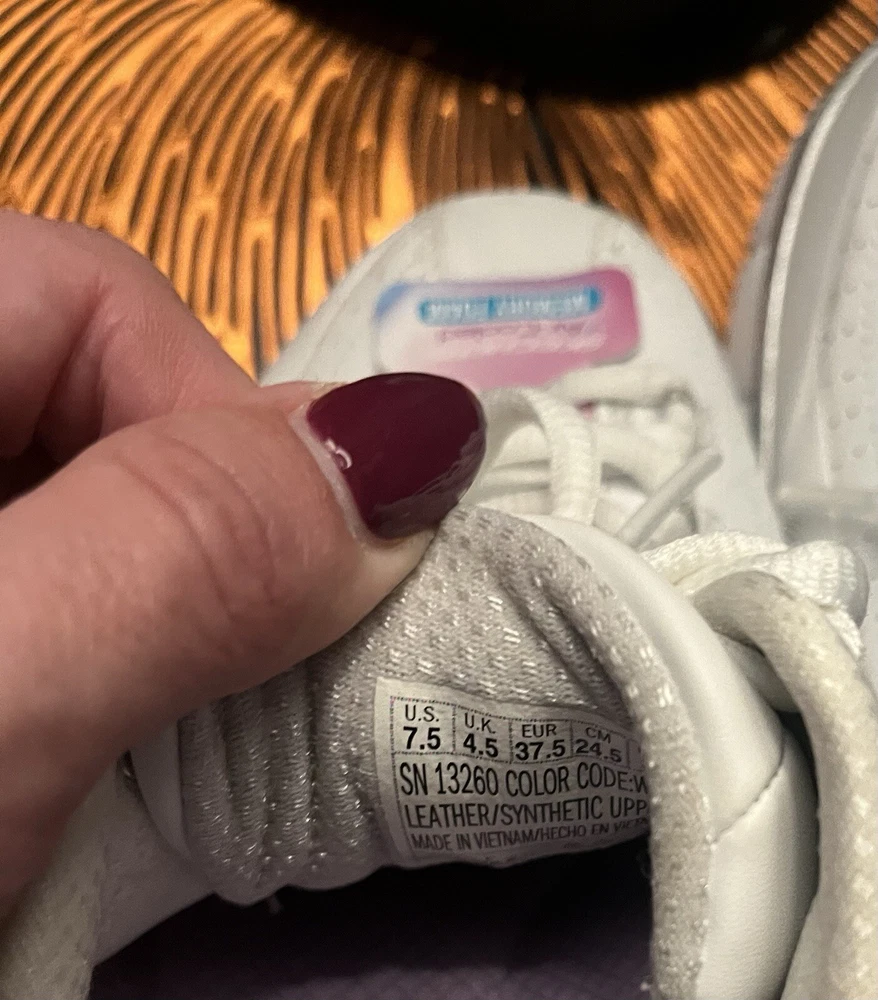 U.S. U.K. EUR CM
7.5 4.5 37.5 24.5
SN 13260 COLOR CODE:W
LEATHER/SYNTHETIC UPP
MADE IN VIETNAM/HECHO EN VIETN